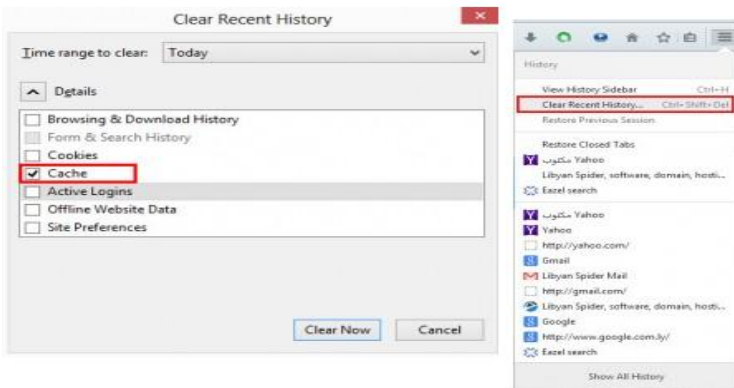 Clear Recent History
Time range to clear: Today
Details
Browsing & Download History
Form & Search History
Cookies
Cache
Active Logins
Offline Website Data
Site Preferences
Clear Now Cancel
History
View History Sidebar Ctrl+H
Clear Recent History... Ctrl+Shift+Del
Restore Previous Session
Restore Closed Tabs
Yahoo مكتوب
Libyan Spider, software, domain, hosti...
Eazel search
Yahoo مكتوب
Yahoo
http://yahoo.com/
Gmail
Libyan Spider Mail
http://gmail.com/
Libyan Spider, software, domain, hosti...
Google
http://www.google.com.ly/
Eazel search
Show All History